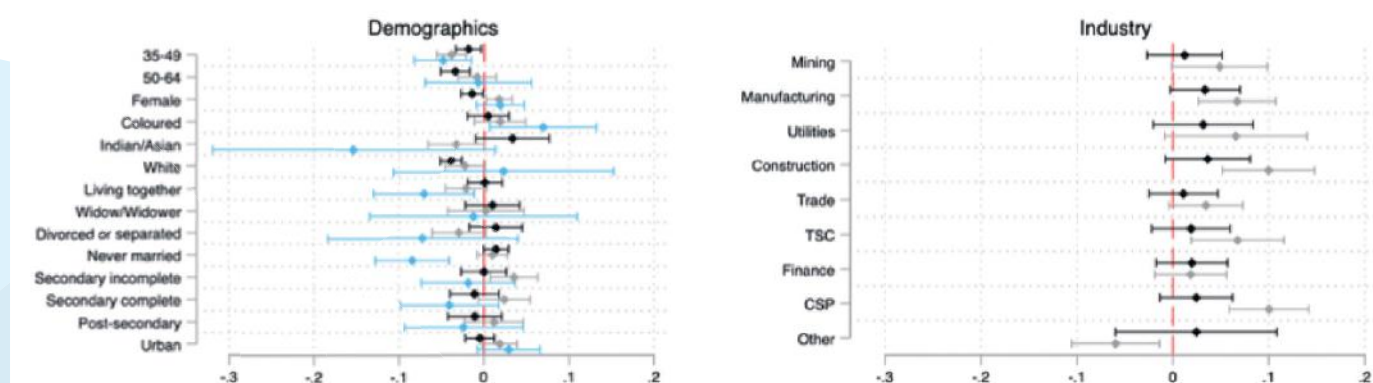 Demographics
35-49
50-64
Female
Coloured
Indian/Asian
White
Living together
Widow/Widower
Divorced or separated
Never married
Secondary incomplete
Secondary complete
Post-secondary
Urban
-.3 -.2 -.1 0 .1 .2
Industry
Mining
Manufacturing
Utilities
Construction
Trade
TSC
Finance
CSP
Other
-.3 -.2 -.1 0 .1 .2